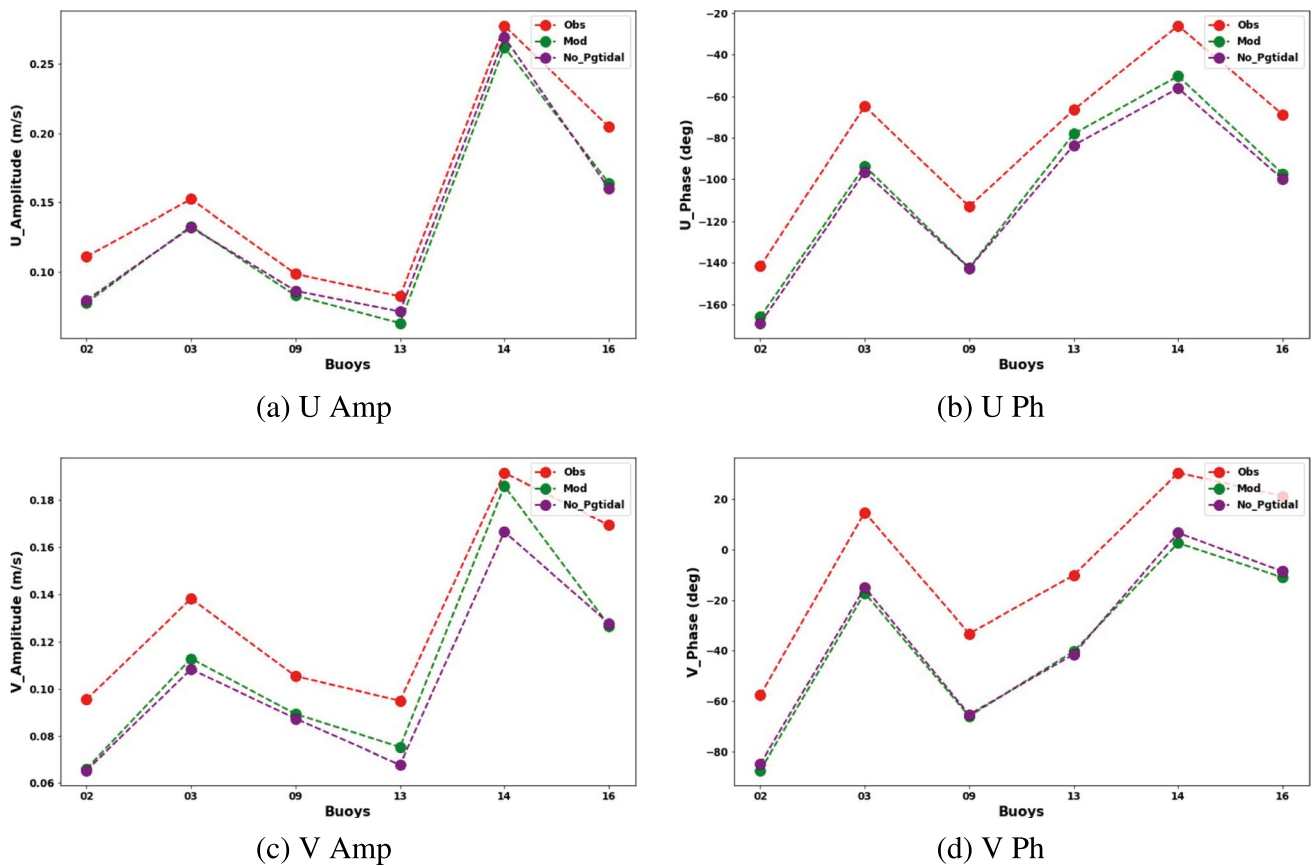 Obs
Mod
No_Pgtidal
U_Amplitude (m/s)
0.25
0.20
0.15
0.10
02 03 09 13 14 16
Buoys
(a) U Amp
Obs
Mod
No_Pgtidal
U_Phase (deg)
−20
−40
−60
−80
−100
−120
−140
−160
02 03 09 13 14 16
Buoys
(b) U Ph
Obs
Mod
No_Pgtidal
V_Amplitude (m/s)
0.18
0.16
0.14
0.12
0.10
0.08
0.06
02 03 09 13 14 16
Buoys
(c) V Amp
Obs
Mod
No_Pgtidal
V_Phase (deg)
20
0
−20
−40
−60
−80
02 03 09 13 14 16
Buoys
(d) V Ph